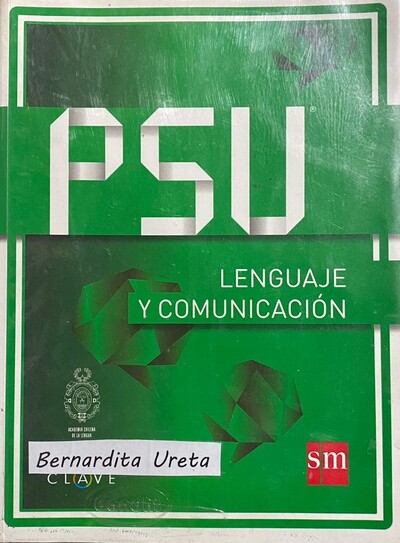 PSU®
LENGUAJE
Y COMUNICACIÓN
ACADEMIA CHILENA
DE LA LENGUA
Bernardita Ureta
sm
CLAVE